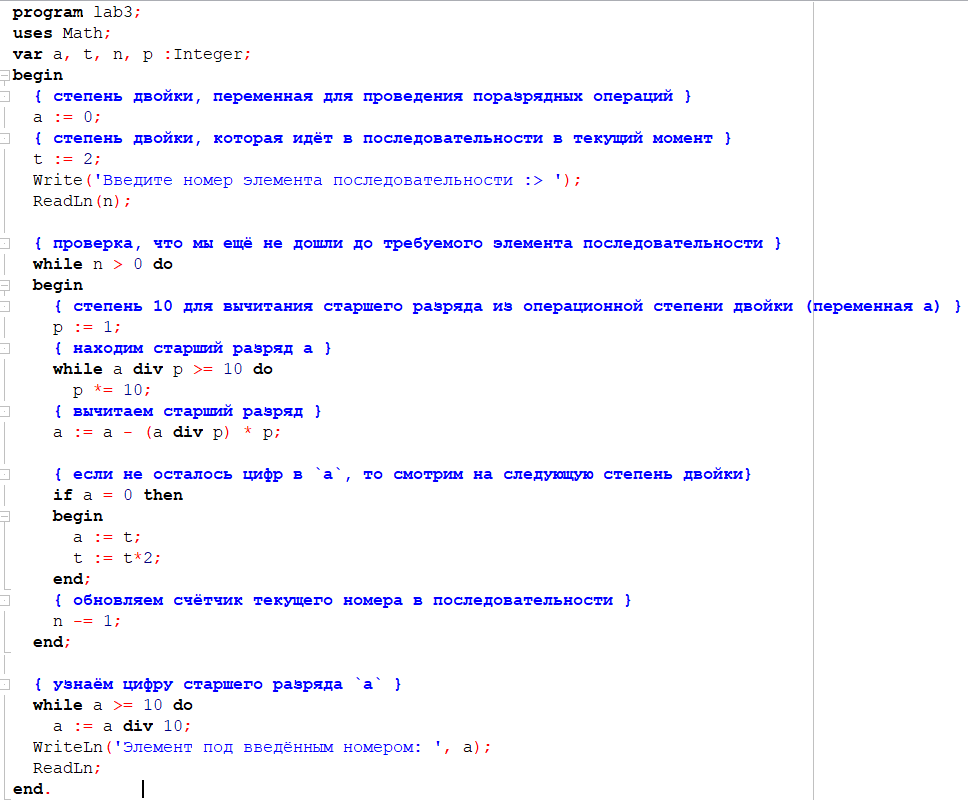 program lab3;
uses Math;
var a, t, n, p :Integer;
begin
{ степень двойки, переменная для проведения поразрядных операций }
a := 0;
{ степень двойки, которая идёт в последовательности в текущий момент }
t := 2;
Write('Введите номер элемента последовательности :> ');
ReadLn(n);
{ проверка, что мы ещё не дошли до требуемого элемента последовательности }
while n > 0 do
begin
{ степень 10 для вычитания старшего разряда из операционной степени двойки (переменная a) }
p := 1;
{ находим старший разряд a }
while a div p >= 10 do
p *= 10;
{ вычитаем старший разряд }
a := a - (a div p) * p;
{ если не осталось цифр в `a`, то смотрим на следующую степень двойки}
if a = 0 then
begin
a := t;
t := t*2;
end;
{ обновляем счётчик текущего номера в последовательности }
n -= 1;
end;
{ узнаём цифру старшего разряда `a` }
while a >= 10 do
a := a div 10;
WriteLn('Элемент под введённым номером: ', a);
ReadLn;
end.